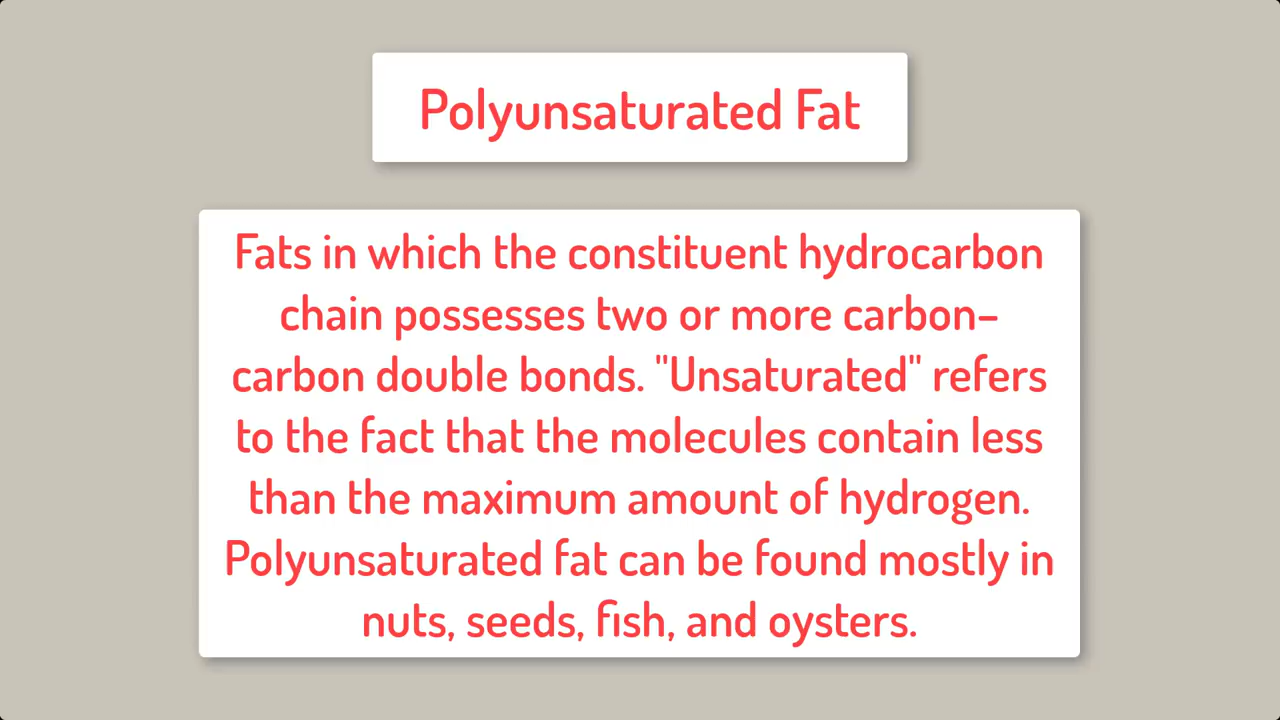 Polyunsaturated Fat
Fats in which the constituent hydrocarbon
chain possesses two or more carbon–
carbon double bonds. "Unsaturated" refers
to the fact that the molecules contain less
than the maximum amount of hydrogen.
Polyunsaturated fat can be found mostly in
nuts, seeds, fish, and oysters.